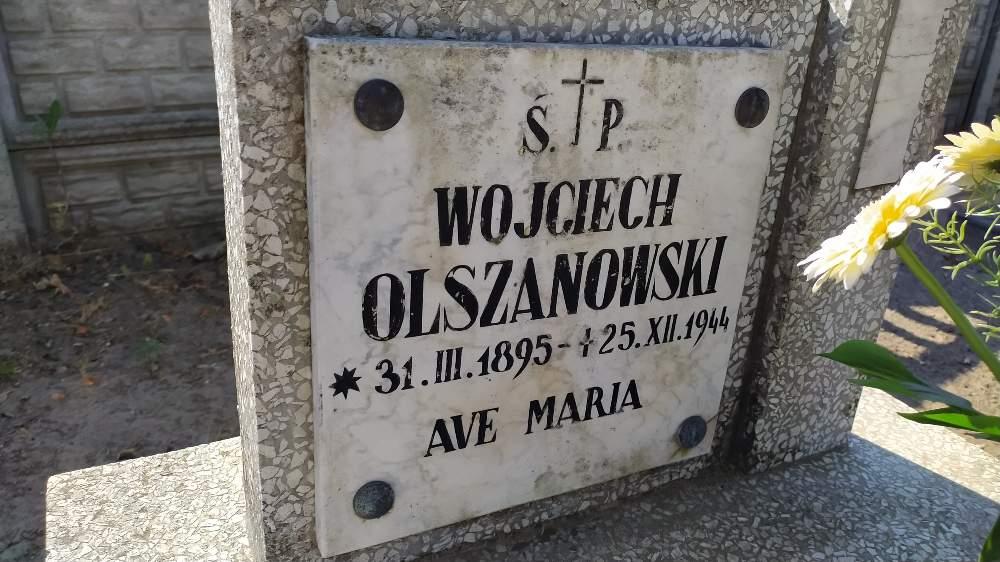 Ś. P.
WOJCIECH
OLSZANOWSKI
* 31.III.1895 - † 25.XII.1944
AVE MARIA